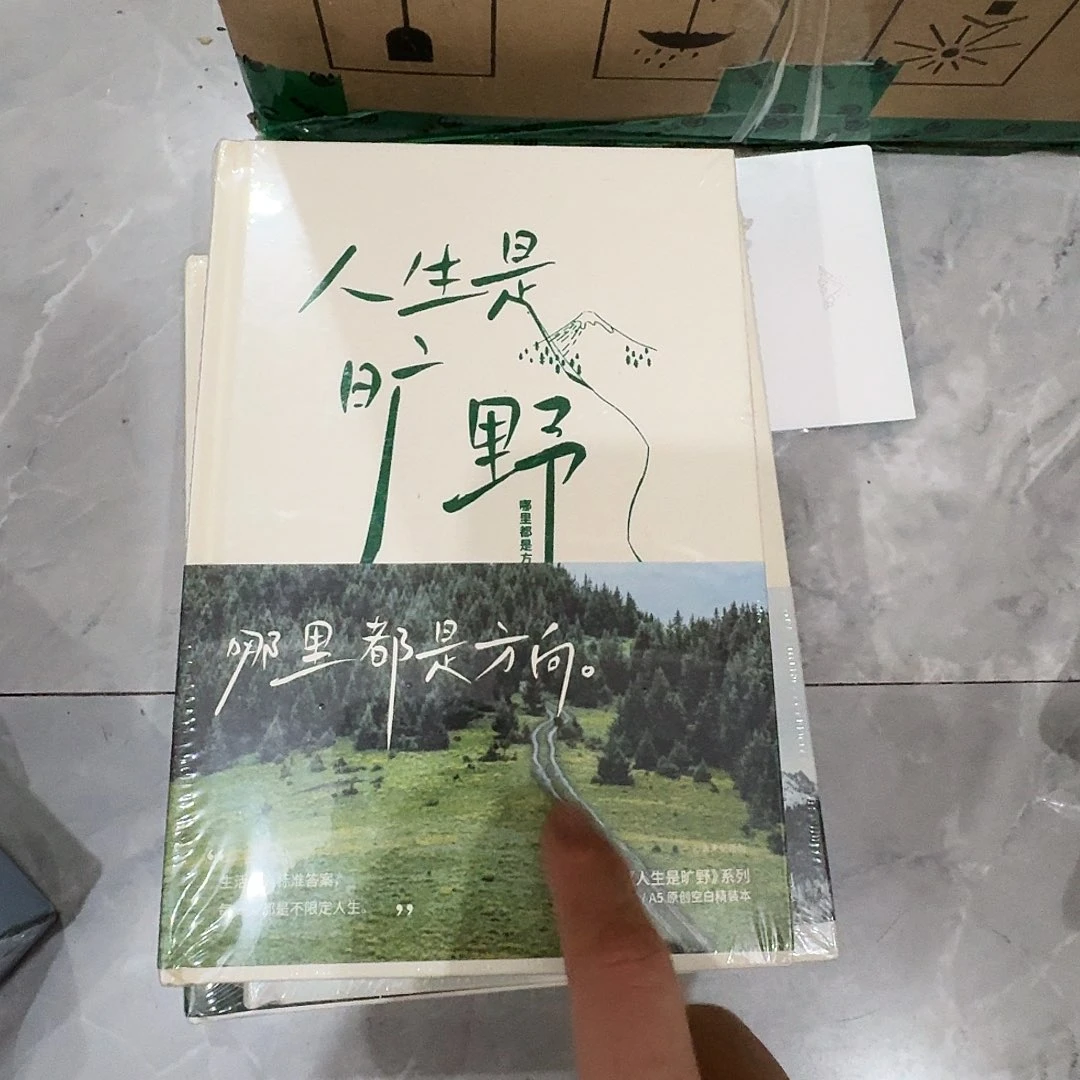 人生是
旷野
哪里都是方
哪里都是方向。
生活 标准答案,
都是不限定人生。
”
《人生是旷野》系列
/ A5 原创空白精装本